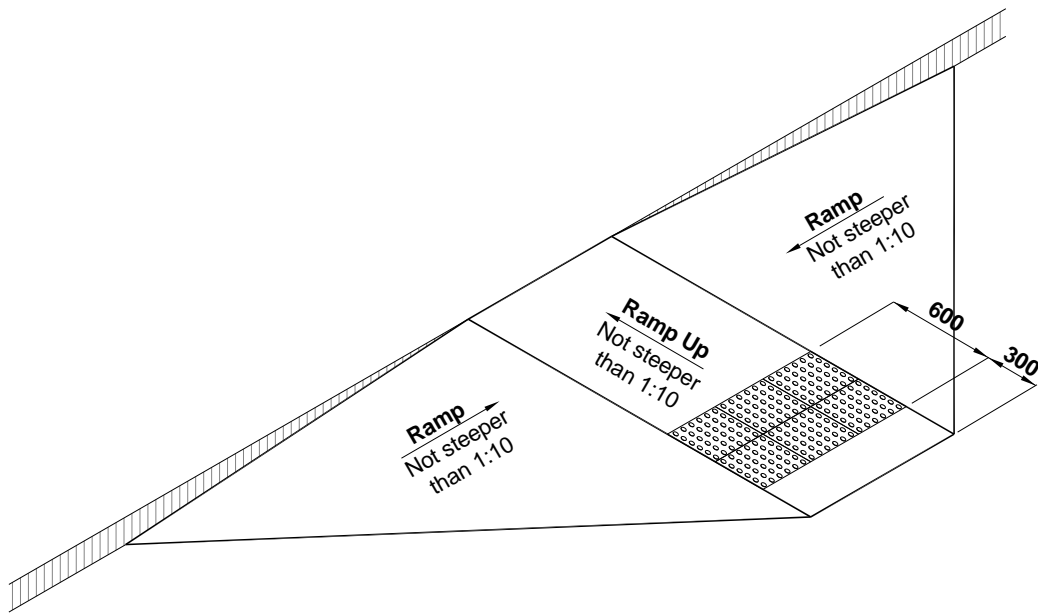 Ramp
Not steeper
than 1:10
600
300
Ramp Up
Not steeper
than 1:10
Ramp
Not steeper
than 1:10